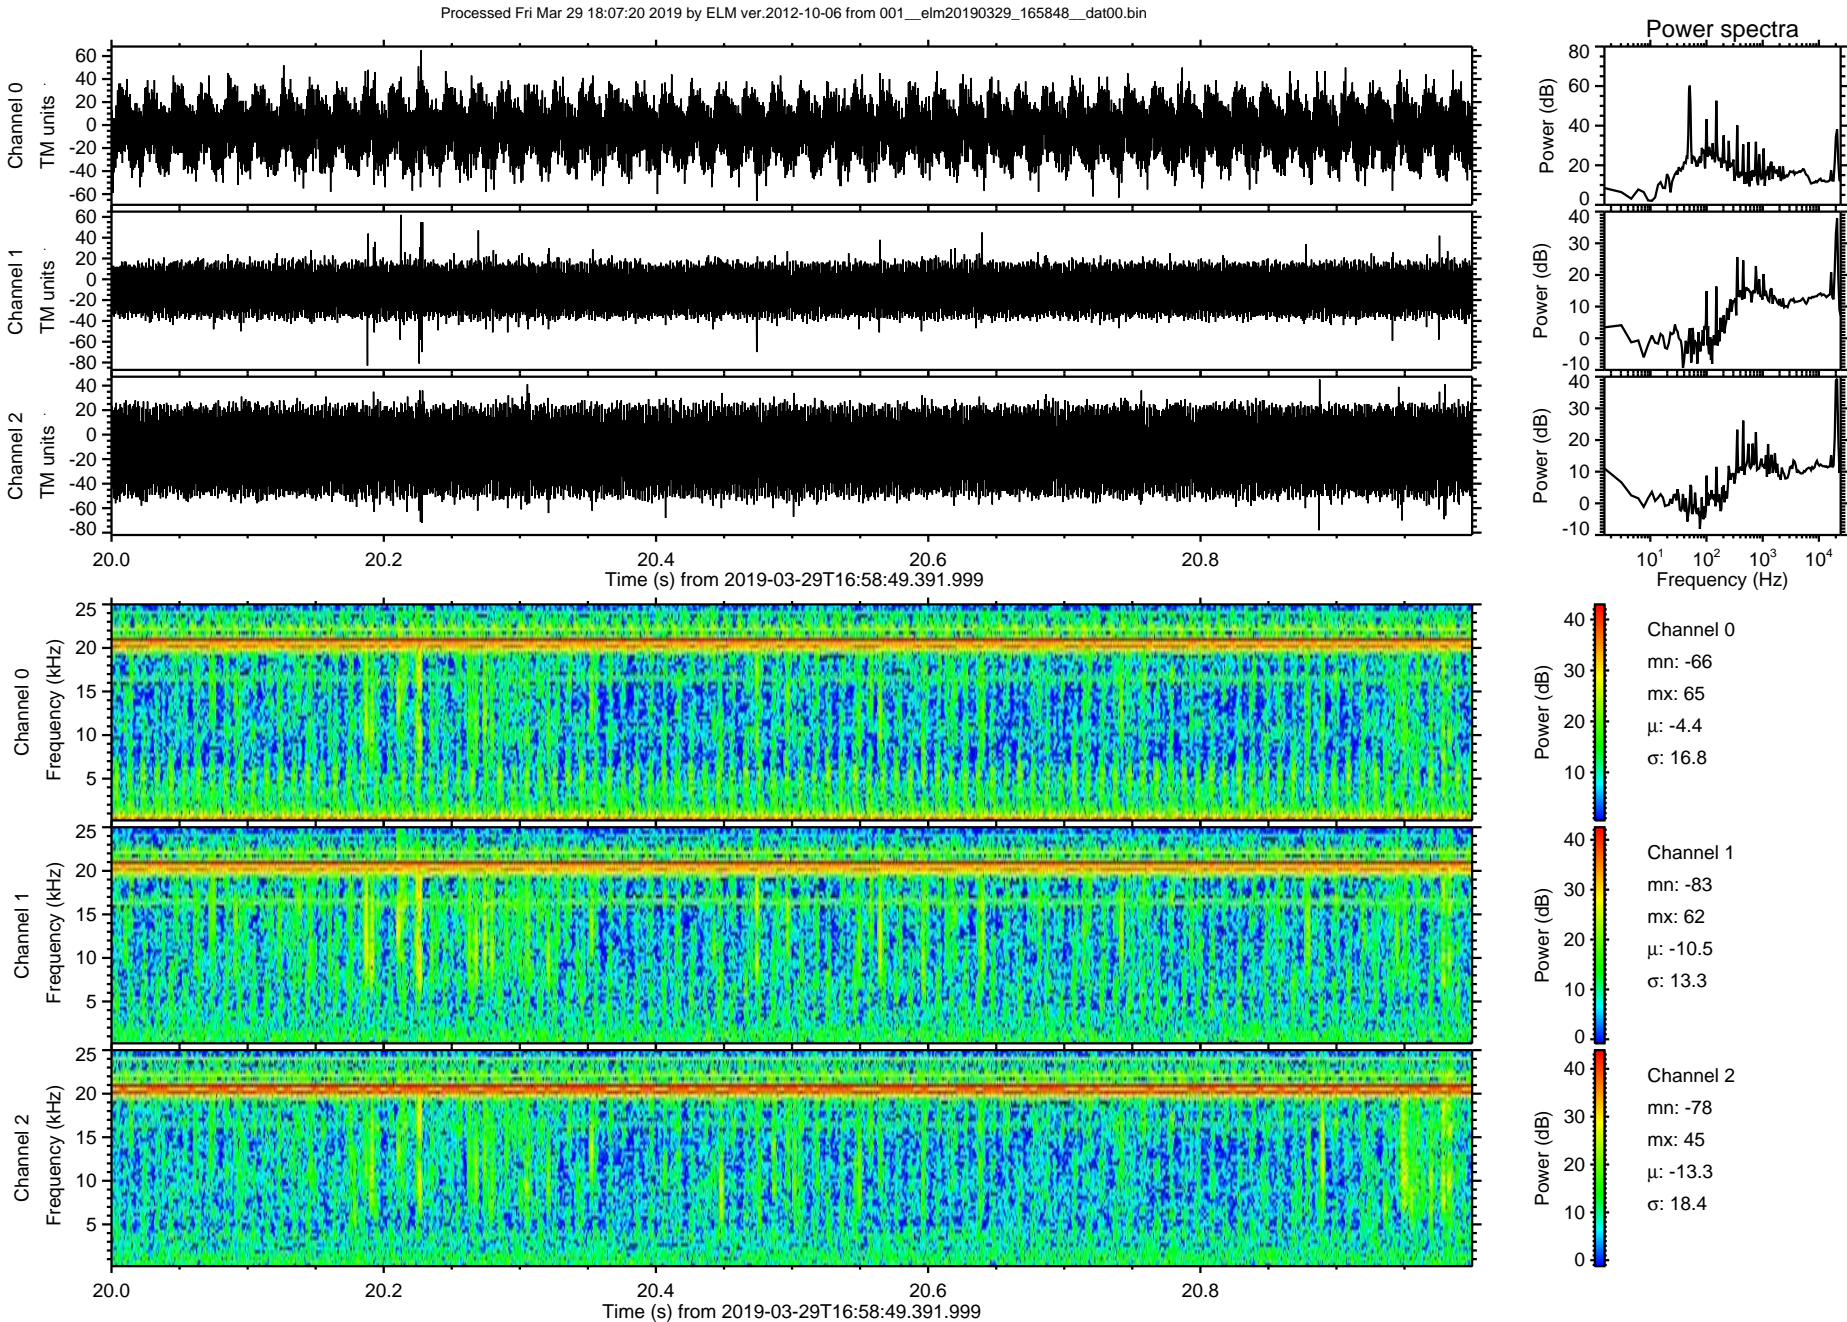 Processed Fri Mar 29 18:07:20 2019 by ELM ver.2012-10-06 from 001__elm20190329_165848__dat00.bin
Power spectra
Channel 0
TM units
60
40
20
0
-20
-40
-60
Power (dB)
80
60
40
20
0
Channel 1
TM units
60
40
20
0
-20
-40
-60
-80
Power (dB)
40
30
20
10
0
-10
Channel 2
TM units
40
20
0
-20
-40
-60
-80
Power (dB)
40
30
20
10
0
-10
20.0 20.2 20.4 20.6 20.8
Time (s) from 2019-03-29T16:58:49.391.999
10^1 10^2 10^3 10^4
Frequency (Hz)
Channel 0
Frequency (kHz)
25
20
15
10
5
Power (dB)
40
30
20
10
Channel 0
mn: -66
mx: 65
μ: -4.4
σ: 16.8
Channel 1
Frequency (kHz)
25
20
15
10
5
Power (dB)
40
30
20
10
0
Channel 1
mn: -83
mx: 62
μ: -10.5
σ: 13.3
Channel 2
Frequency (kHz)
25
20
15
10
5
Power (dB)
40
30
20
10
0
Channel 2
mn: -78
mx: 45
μ: -13.3
σ: 18.4
20.0 20.2 20.4 20.6 20.8
Time (s) from 2019-03-29T16:58:49.391.999